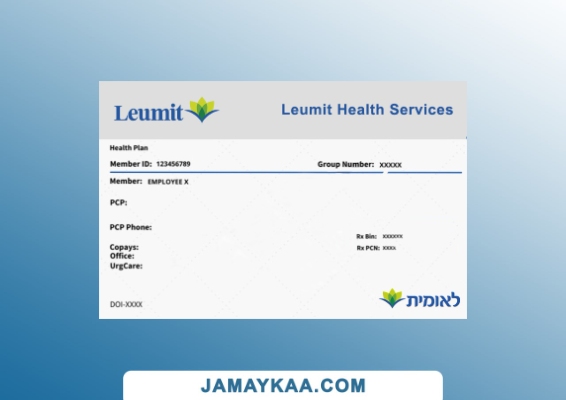 Leumit
Leumit Health Services
Health Plan
Member ID: 123456789
Group Number: XXXXX
Member: EMPLOYEE X
PCP:
PCP Phone:
Rx Bin: XXXXXX
Copays:
Rx PCN: XXXX
Office:
UrgCare:
לאומית
DOI-XXXX
JAMAYKAA.COM